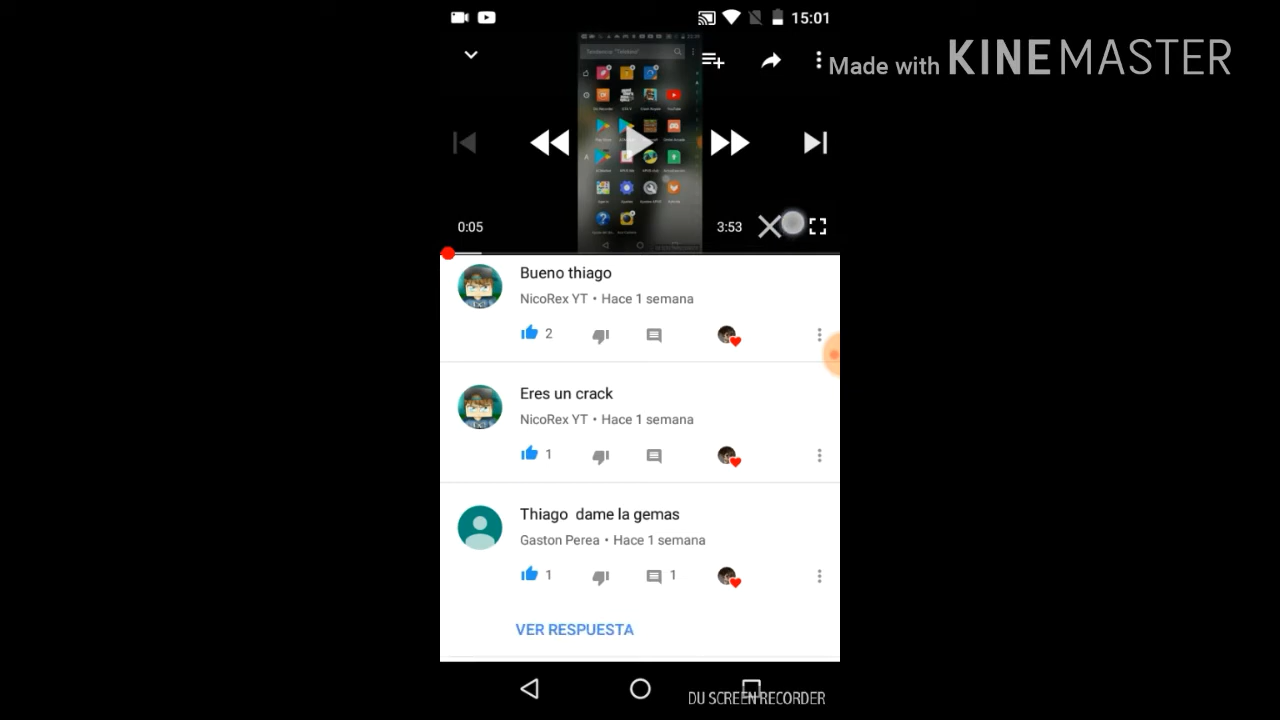 15:01
Made with KINEMASTER
0:05
3:53
Bueno thiago
NicoRex YT • Hace 1 semana
2
Eres un crack
NicoRex YT • Hace 1 semana
1
Thiago dame la gemas
Gaston Perea • Hace 1 semana
1 1
VER RESPUESTA
DU SCREEN RECORDER